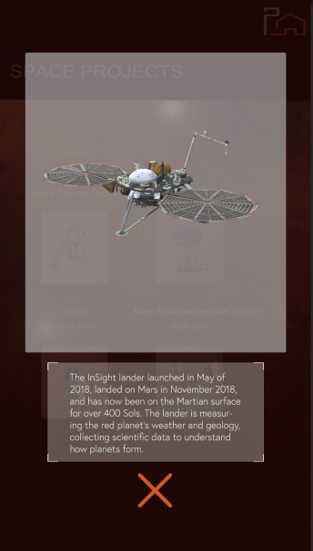 SPACE PROJECTS
The InSight lander launched in May of
2018, landed on Mars in November 2018,
and has now been on the Martian surface
for over 400 Sols. The lander is measur-
ing the red planet's weather and geology,
collecting scientific data to understand
how planets form.